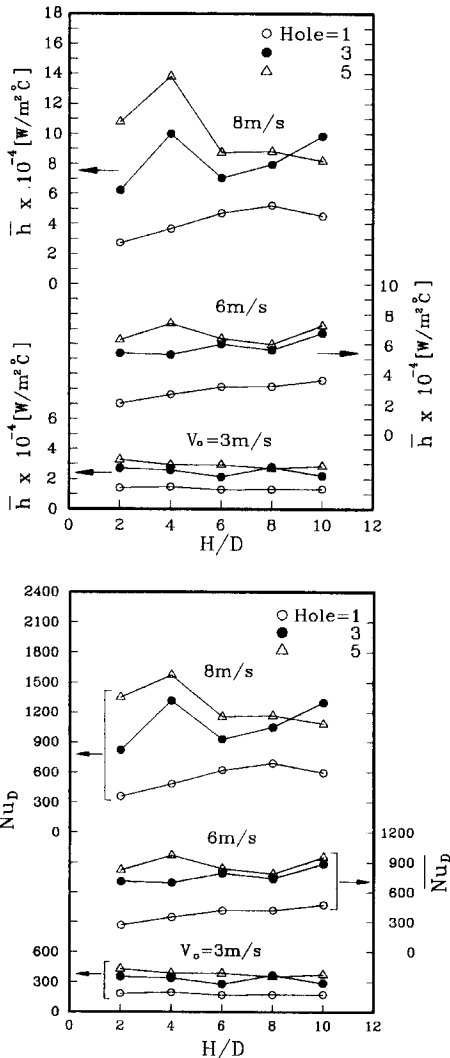 18
16
14
12
10
8
6
4
2
0
h̅ x 10⁻⁴[W/m²°C]
Hole=1
3
5
8m/s
6m/s
10
8
6
4
2
0
h̅ x 10⁻⁴[W/m²°C]
6
4
2
0
h̅ x 10⁻⁴[W/m²°C]
Vₒ=3m/s
0 2 4 6 8 10 12
H/D
2400
2100
1800
1500
1200
900
600
300
0
Nu_D
Hole=1
3
5
8m/s
6m/s
1200
900
600
300
0
N̅u̅_D
600
300
0
Vₒ=3m/s
0 2 4 6 8 10 12
H/D